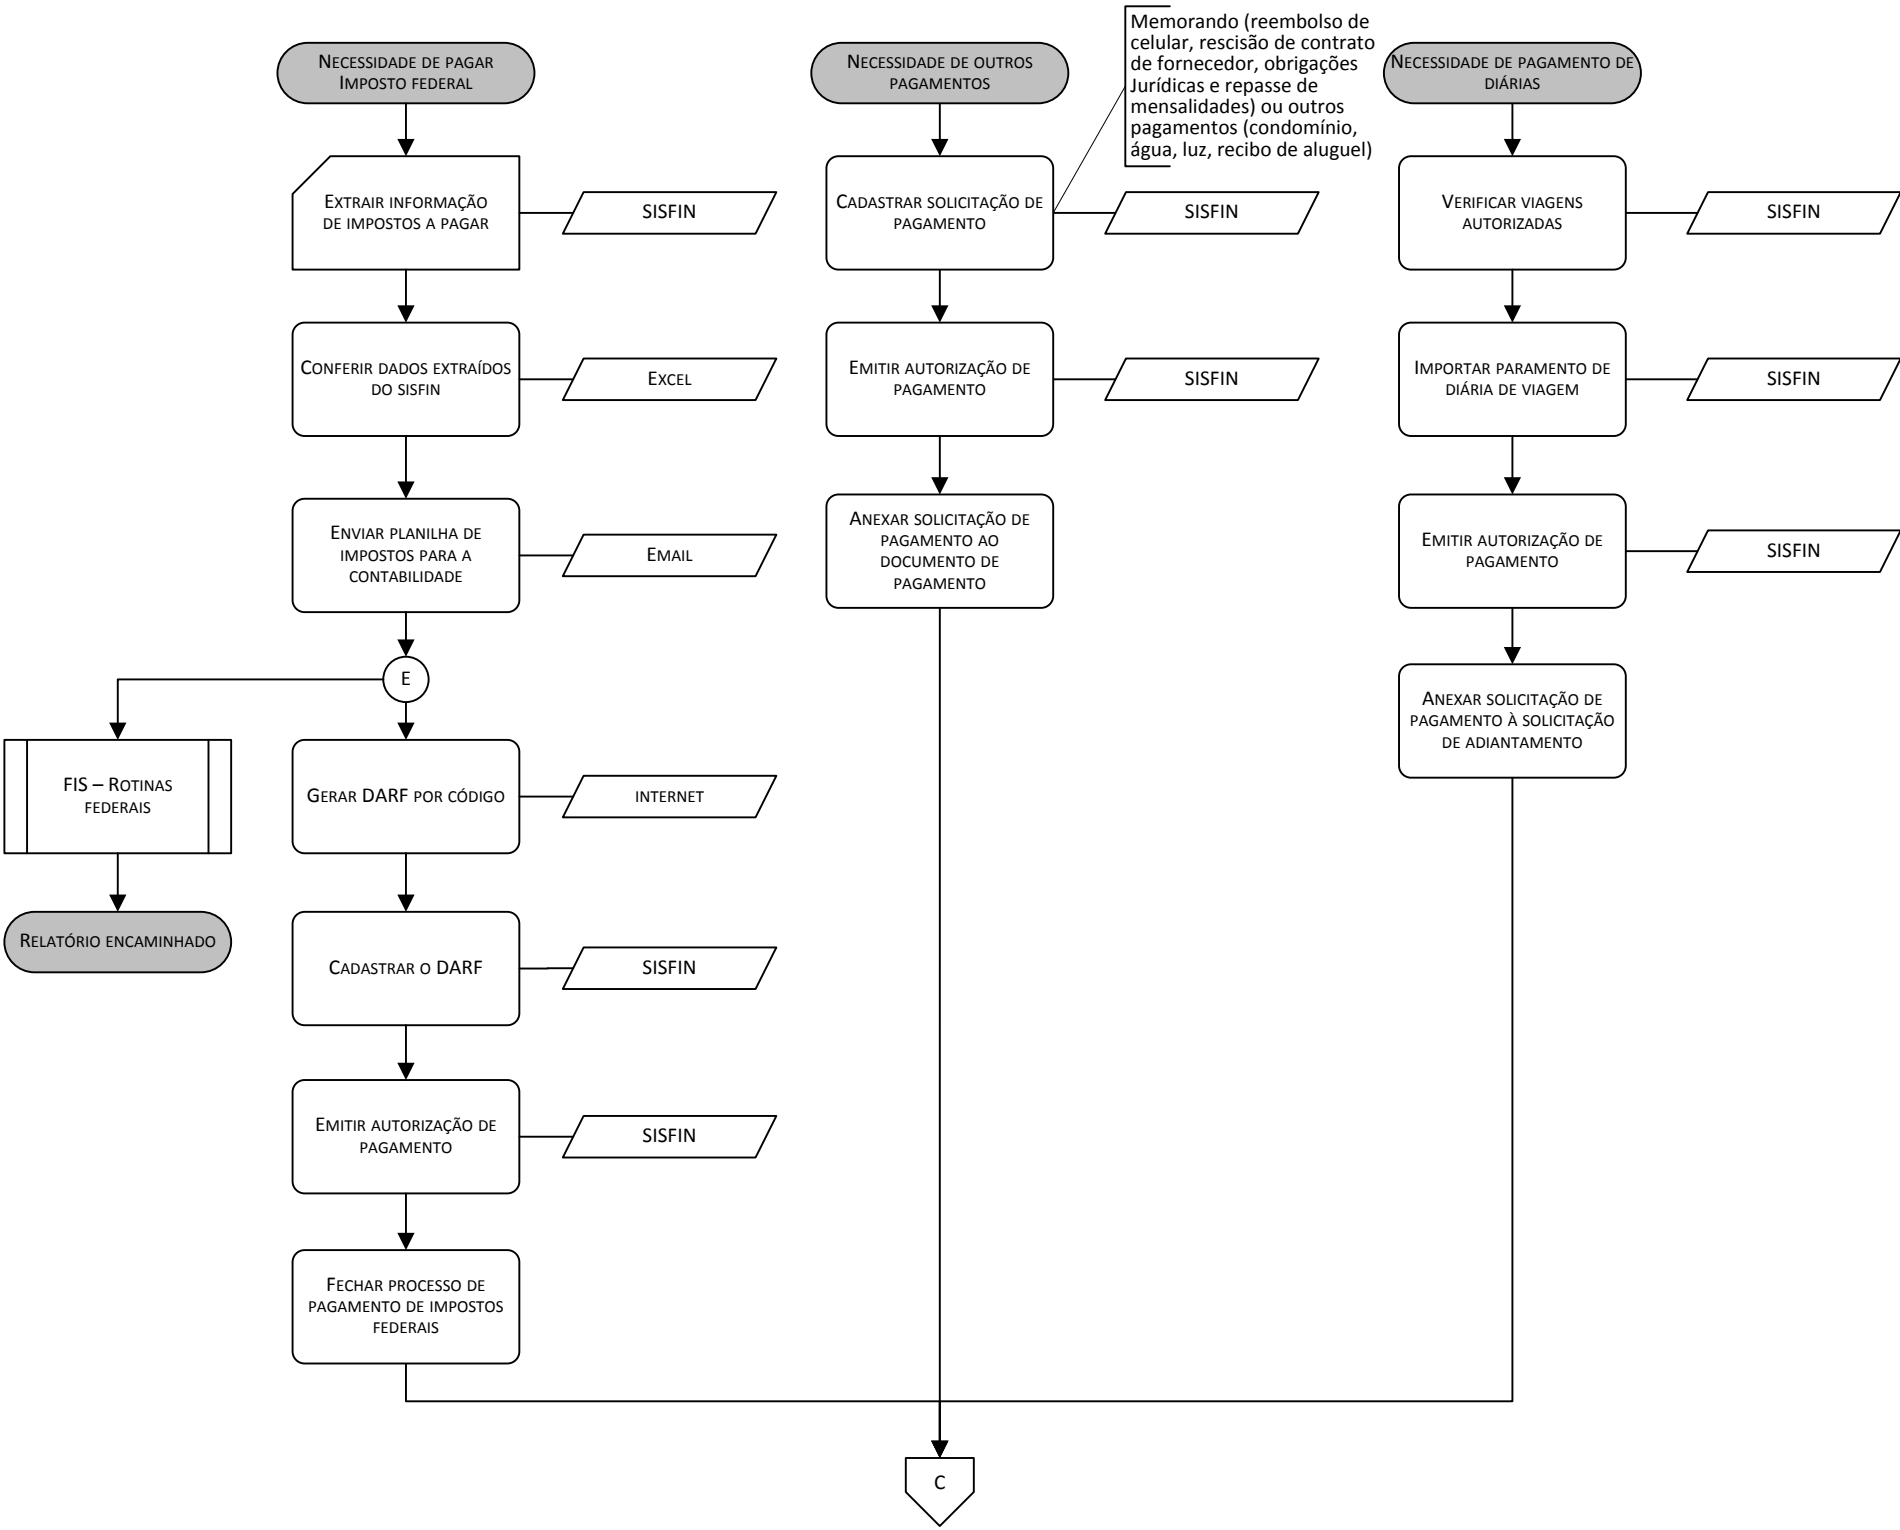 Memorando (reembolso de
celular, rescisão de contrato
de fornecedor, obrigações
Jurídicas e repasse de
mensalidades) ou outros
pagamentos (condomínio,
água, luz, recibo de aluguel)
NECESSIDADE DE PAGAR
IMPOSTO FEDERAL
NECESSIDADE DE OUTROS
PAGAMENTOS
NECESSIDADE DE PAGAMENTO DE
DIÁRIAS
EXTRAIR INFORMAÇÃO
DE IMPOSTOS A PAGAR
SISFIN
CADASTRAR SOLICITAÇÃO DE
PAGAMENTO
SISFIN
VERIFICAR VIAGENS
AUTORIZADAS
SISFIN
CONFERIR DADOS EXTRAÍDOS
DO SISFIN
EXCEL
EMITIR AUTORIZAÇÃO DE
PAGAMENTO
SISFIN
IMPORTAR PARAMENTO DE
DIÁRIA DE VIAGEM
SISFIN
ENVIAR PLANILHA DE
IMPOSTOS PARA A
CONTABILIDADE
EMAIL
ANEXAR SOLICITAÇÃO DE
PAGAMENTO AO
DOCUMENTO DE
PAGAMENTO
EMITIR AUTORIZAÇÃO DE
PAGAMENTO
SISFIN
E
ANEXAR SOLICITAÇÃO DE
PAGAMENTO À SOLICITAÇÃO
DE ADIANTAMENTO
FIS – ROTINAS
FEDERAIS
GERAR DARF POR CÓDIGO
INTERNET
RELATÓRIO ENCAMINHADO
CADASTRAR O DARF
SISFIN
EMITIR AUTORIZAÇÃO DE
PAGAMENTO
SISFIN
FECHAR PROCESSO DE
PAGAMENTO DE IMPOSTOS
FEDERAIS
C